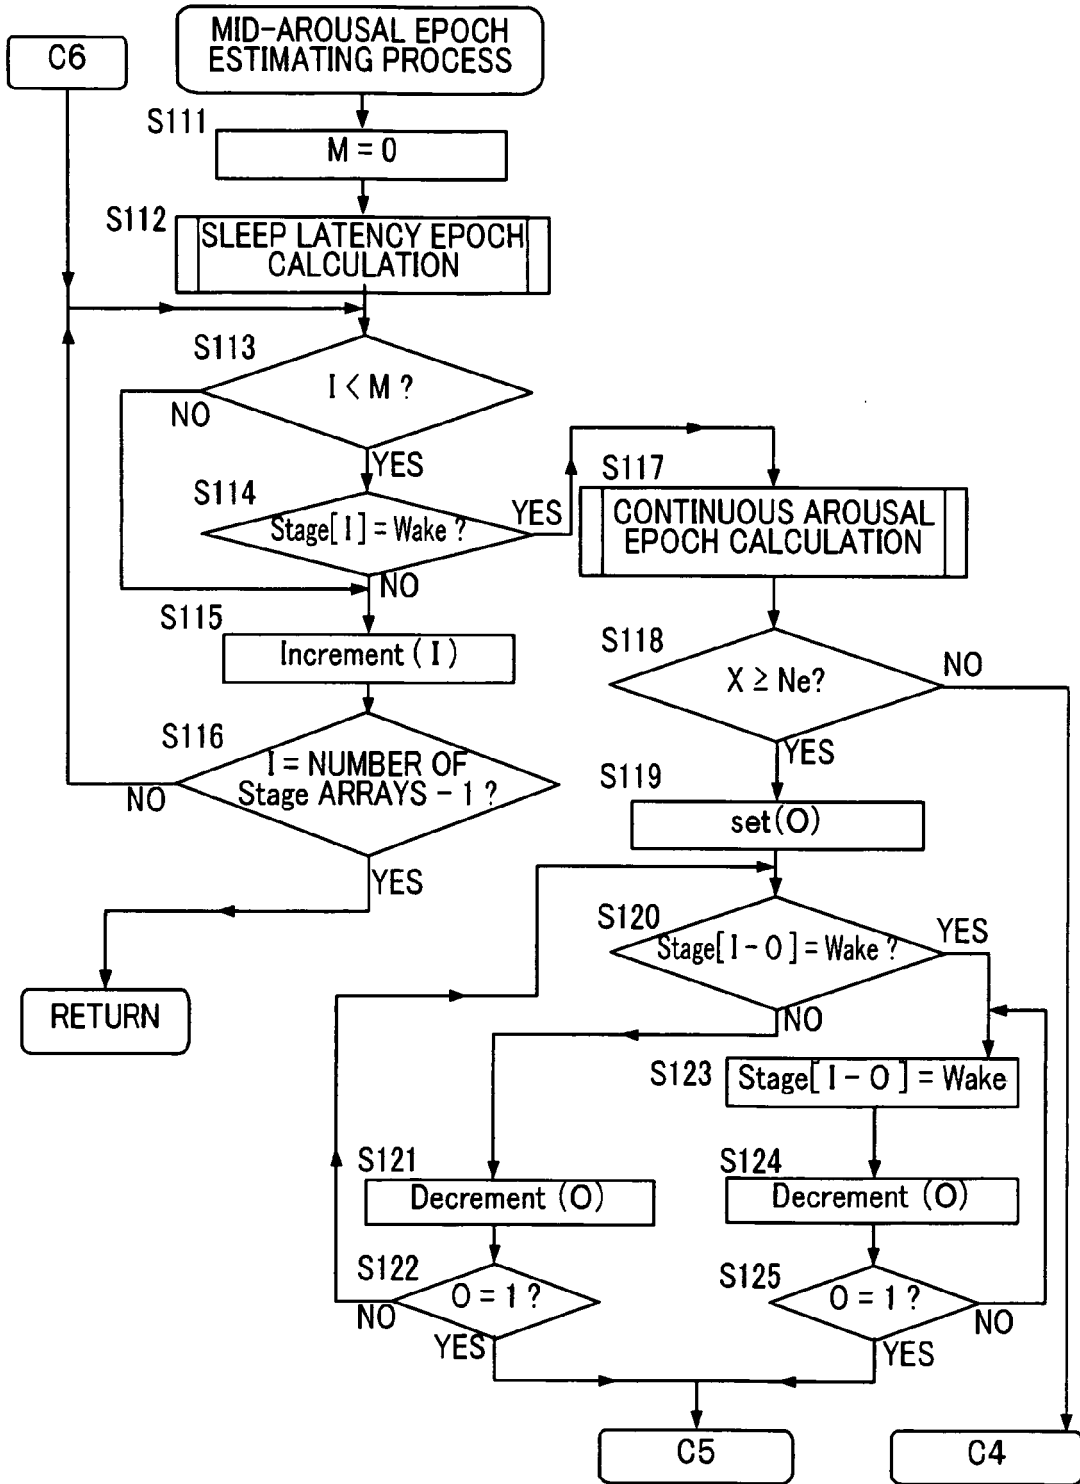 C6
MID-AROUSAL EPOCH
ESTIMATING PROCESS
S111
M = 0
S112
SLEEP LATENCY EPOCH
CALCULATION
S113
I < M ?
NO
YES
S114
Stage[ I ] = Wake ?
YES
NO
S115
Increment ( I )
S116
I = NUMBER OF
Stage ARRAYS - 1 ?
NO
YES
RETURN
S117
CONTINUOUS AROUSAL
EPOCH CALCULATION
S118
X ≥ Ne?
NO
YES
S119
set(O)
S120
Stage[ I - O ] = Wake ?
YES
NO
S123
Stage[ I - O ] = Wake
S121
Decrement (O)
S124
Decrement (O)
S122
O = 1 ?
NO
YES
S125
O = 1 ?
NO
YES
C5
C4